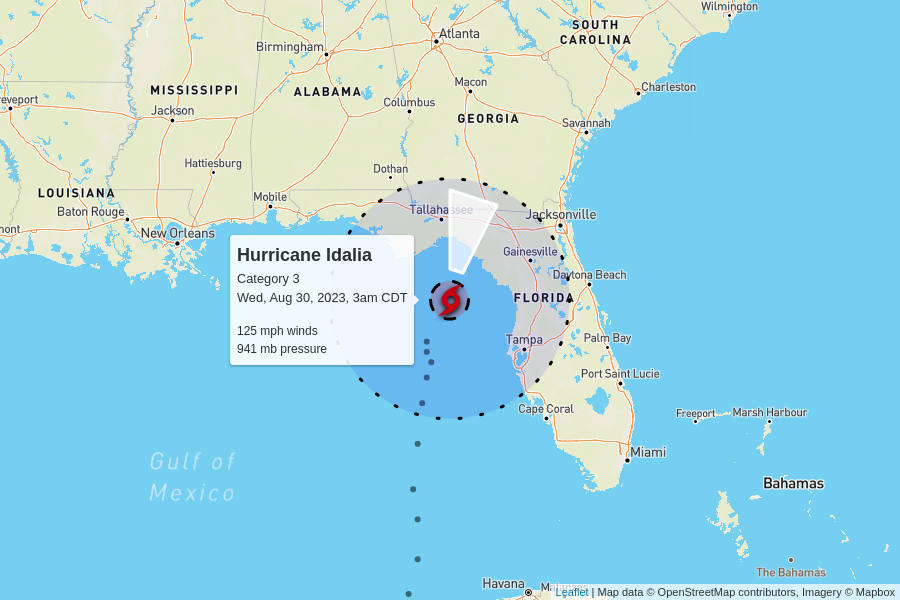 Wilmington
SOUTH
CAROLINA
Atlanta
Birmingham
MISSISSIPPI
ALABAMA
Macon
Charleston
Columbus
Jackson
GEORGIA
Savannah
Hattiesburg
Dothan
LOUISIANA
Mobile
Baton Rouge
Tallahassee
Jacksonville
New Orleans
Gainesville
Hurricane Idalia
Category 3
Wed, Aug 30, 2023, 3am CDT
125 mph winds
941 mb pressure
Daytona Beach
FLORIDA
Tampa
Palm Bay
Port Saint Lucie
Cape Coral
Freeport
Marsh Harbour
Miami
Gulf of
Mexico
Bahamas
The Bahamas
Havana
Leaflet | Map data © OpenStreetMap contributors, Imagery © Mapbox